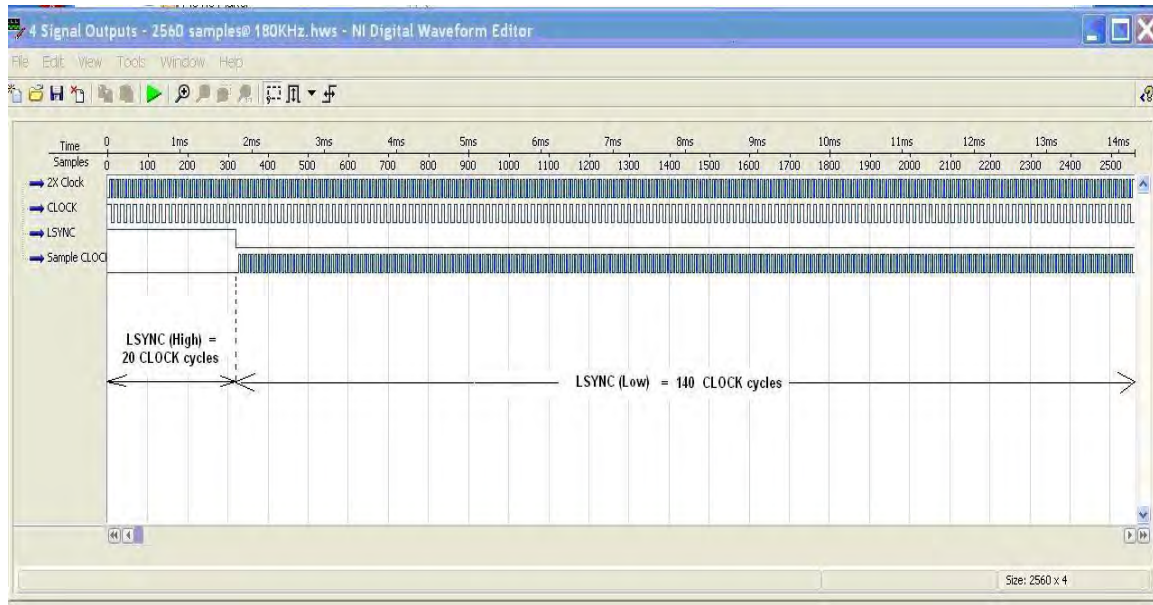 4 Signal Outputs - 2560 samples@ 180KHz.hws - NI Digital Waveform Editor
File Edit View Tools Window Help
Time 0 1ms 2ms 3ms 4ms 5ms 6ms 7ms 8ms 9ms 10ms 11ms 12ms 13ms 14ms
Samples 0 100 200 300 400 500 600 700 800 900 1000 1100 1200 1300 1400 1500 1600 1700 1800 1900 2000 2100 2200 2300 2400 2500
2X Clock
CLOCK
LSYNC
Sample CLOC
LSYNC (High) =
20 CLOCK cycles
LSYNC (Low) = 140 CLOCK cycles
Size: 2560 x 4